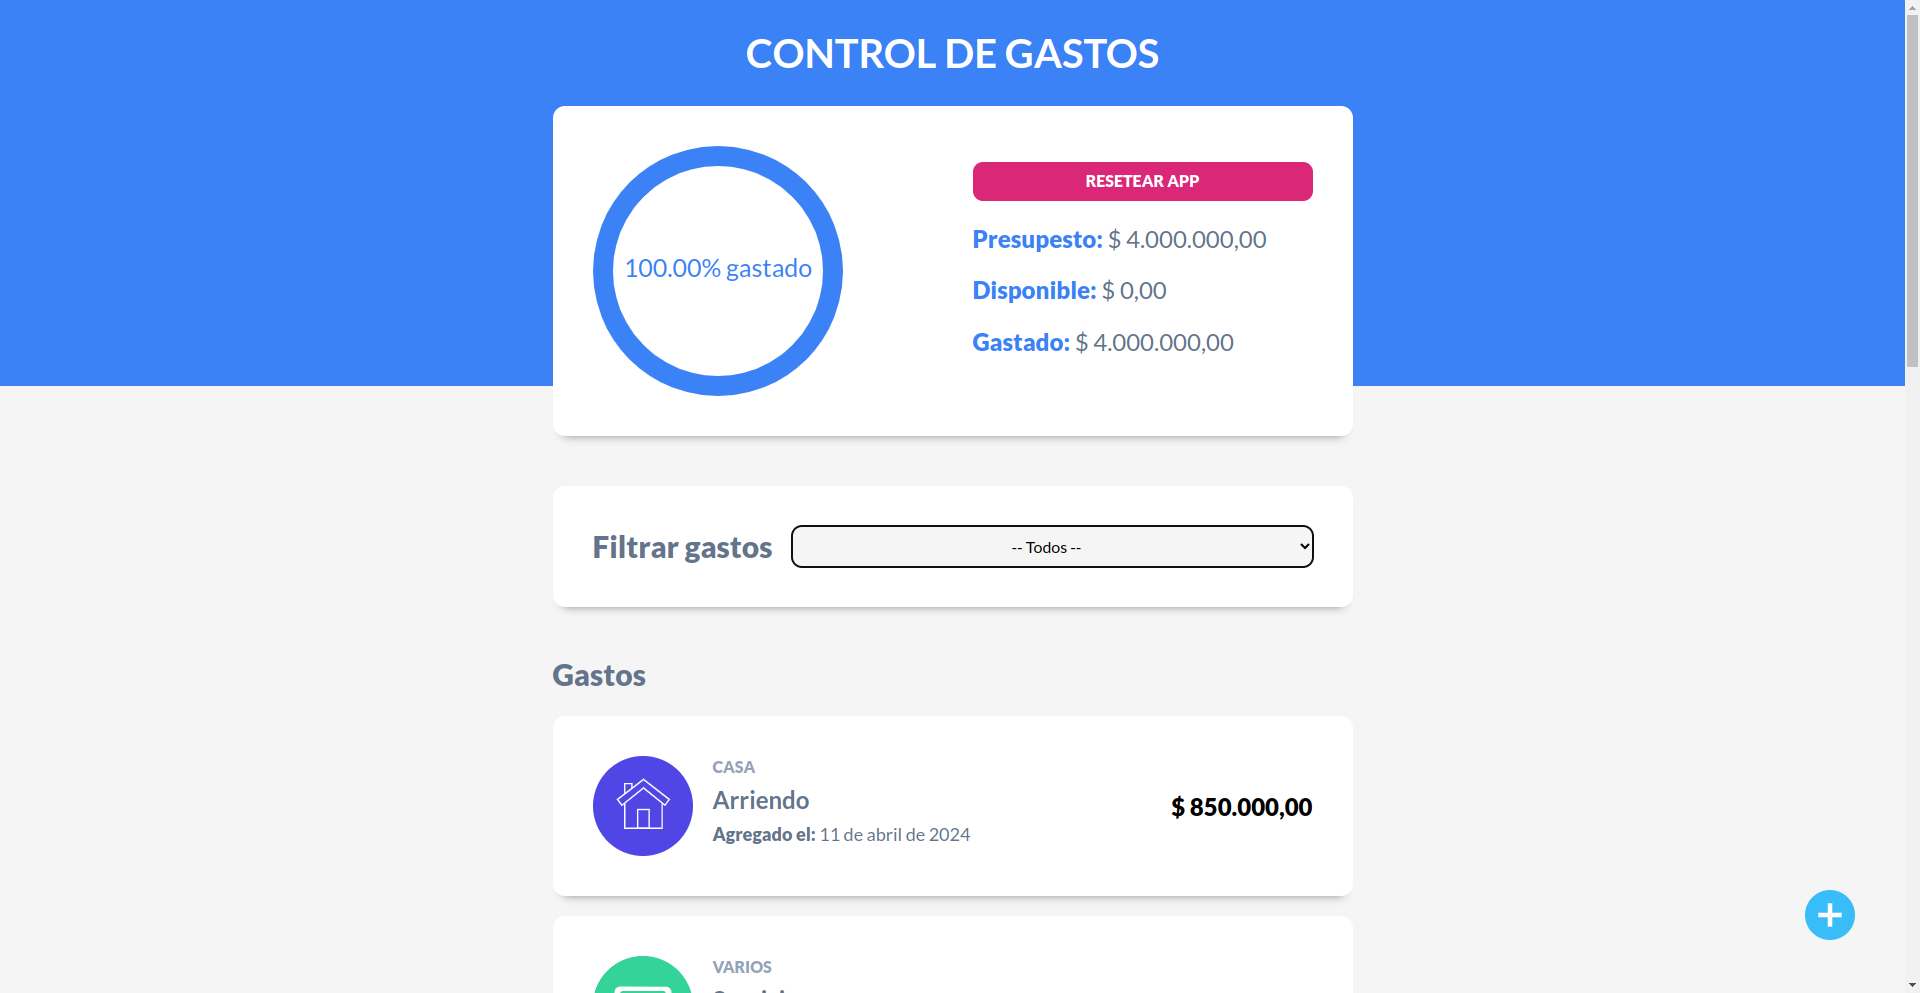 CONTROL DE GASTOS
100.00% gastado
RESETEAR APP
Presupesto: $ 4.000.000,00
Disponible: $ 0,00
Gastado: $ 4.000.000,00
Filtrar gastos
-- Todos --
Gastos
CASA
Arriendo
Agregado el: 11 de abril de 2024
$ 850.000,00
VARIOS